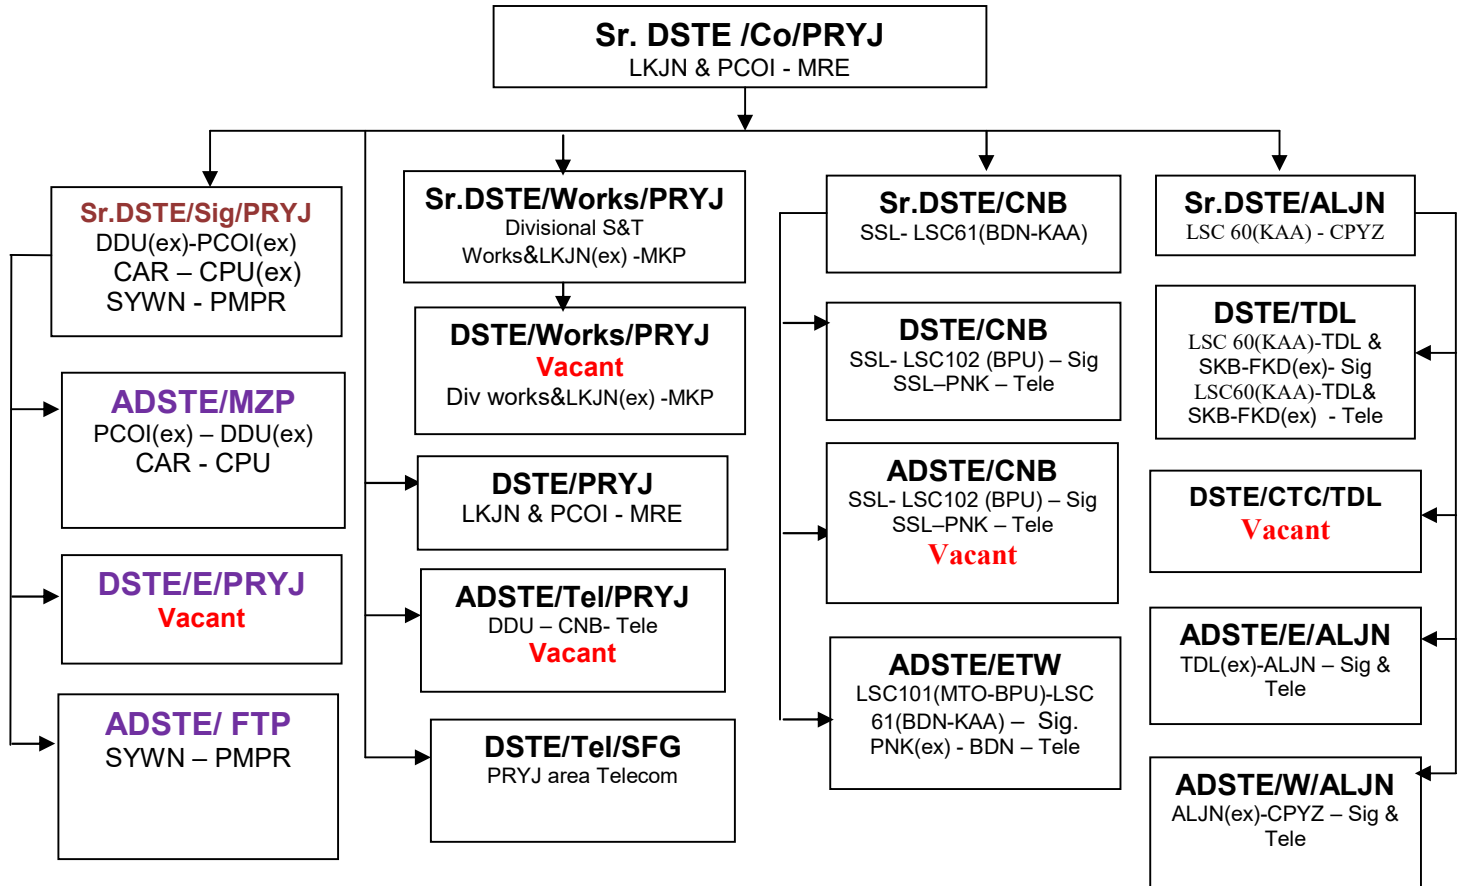 Sr. DSTE /Co/PRYJ
LKJN & PCOI - MRE
Sr.DSTE/Sig/PRYJ
DDU(ex)-PCOI(ex)
CAR – CPU(ex)
SYWN - PMPR
ADSTE/MZP
PCOI(ex) – DDU(ex)
CAR - CPU
DSTE/E/PRYJ
Vacant
ADSTE/ FTP
SYWN – PMPR
Sr.DSTE/Works/PRYJ
Divisional S&T
Works&LKJN(ex) -MKP
DSTE/Works/PRYJ
Vacant
Div works&LKJN(ex) -MKP
DSTE/PRYJ
LKJN & PCOI - MRE
ADSTE/Tel/PRYJ
DDU – CNB- Tele
Vacant
DSTE/Tel/SFG
PRYJ area Telecom
Sr.DSTE/CNB
SSL- LSC61(BDN-KAA)
DSTE/CNB
SSL- LSC102 (BPU) – Sig
SSL–PNK – Tele
ADSTE/CNB
SSL- LSC102 (BPU) – Sig
SSL–PNK – Tele
Vacant
ADSTE/ETW
LSC101(MTO-BPU)-LSC
61(BDN-KAA) – Sig.
PNK(ex) - BDN – Tele
Sr.DSTE/ALJN
LSC 60(KAA) - CPYZ
DSTE/TDL
LSC 60(KAA)-TDL &
SKB-FKD(ex)- Sig
LSC60(KAA)-TDL&
SKB-FKD(ex) - Tele
DSTE/CTC/TDL
Vacant
ADSTE/E/ALJN
TDL(ex)-ALJN – Sig &
Tele
ADSTE/W/ALJN
ALJN(ex)-CPYZ – Sig &
Tele